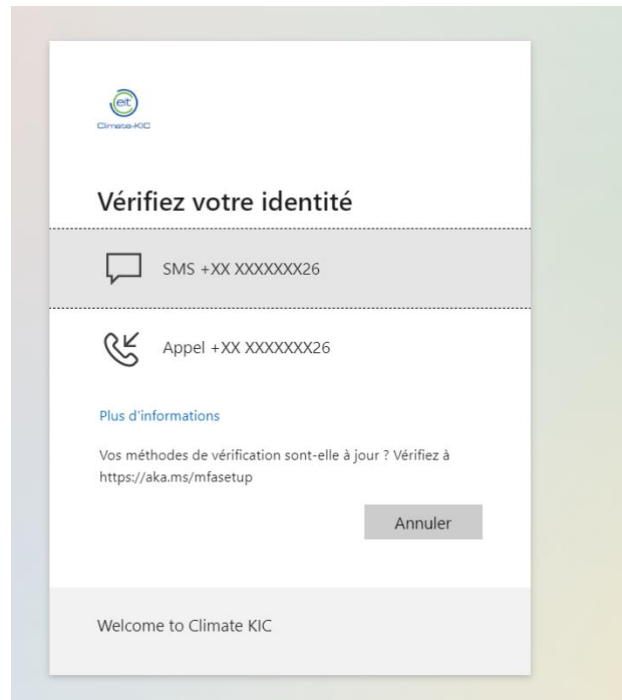 eit
Climate-KIC
Vérifiez votre identité
SMS +XX XXXXXXX26
Appel +XX XXXXXXX26
Plus d'informations
Vos méthodes de vérification sont-elle à jour ? Vérifiez à
https://aka.ms/mfasetup
Annuler
Welcome to Climate KIC